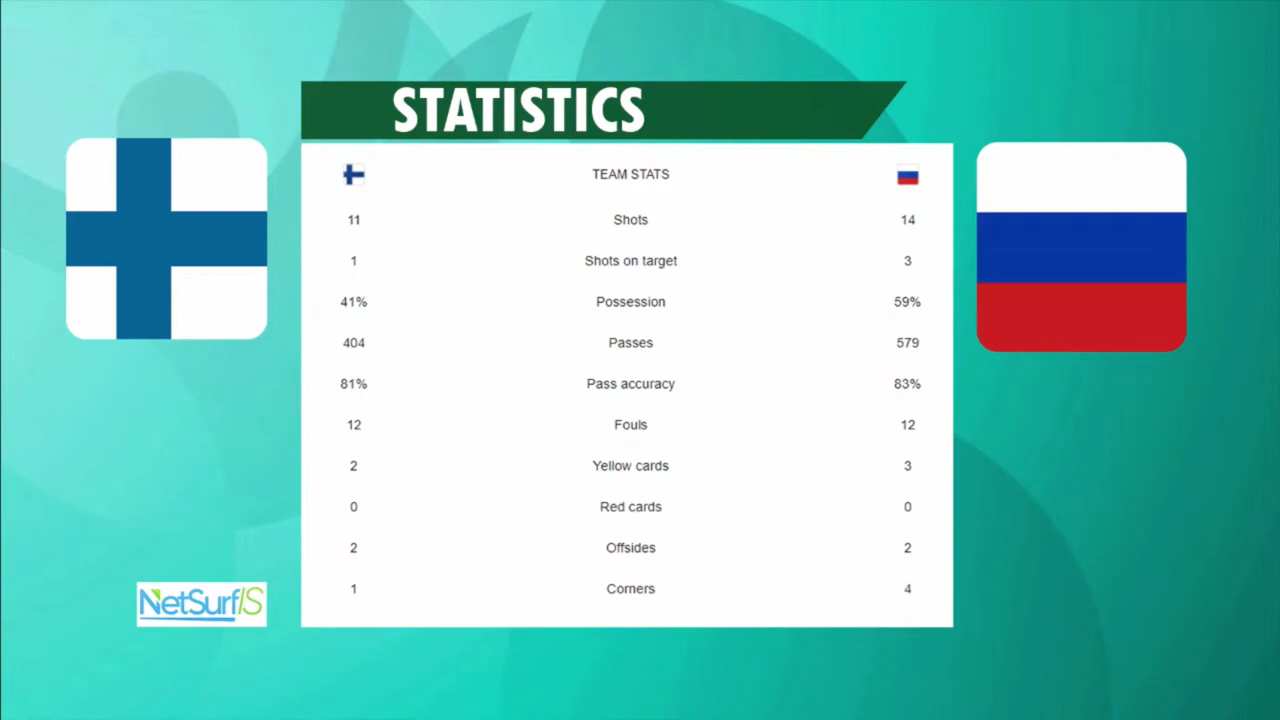 STATISTICS
TEAM STATS
11 Shots 14
1 Shots on target 3
41% Possession 59%
404 Passes 579
81% Pass accuracy 83%
12 Fouls 12
2 Yellow cards 3
0 Red cards 0
2 Offsides 2
1 Corners 4
NetSurf/S